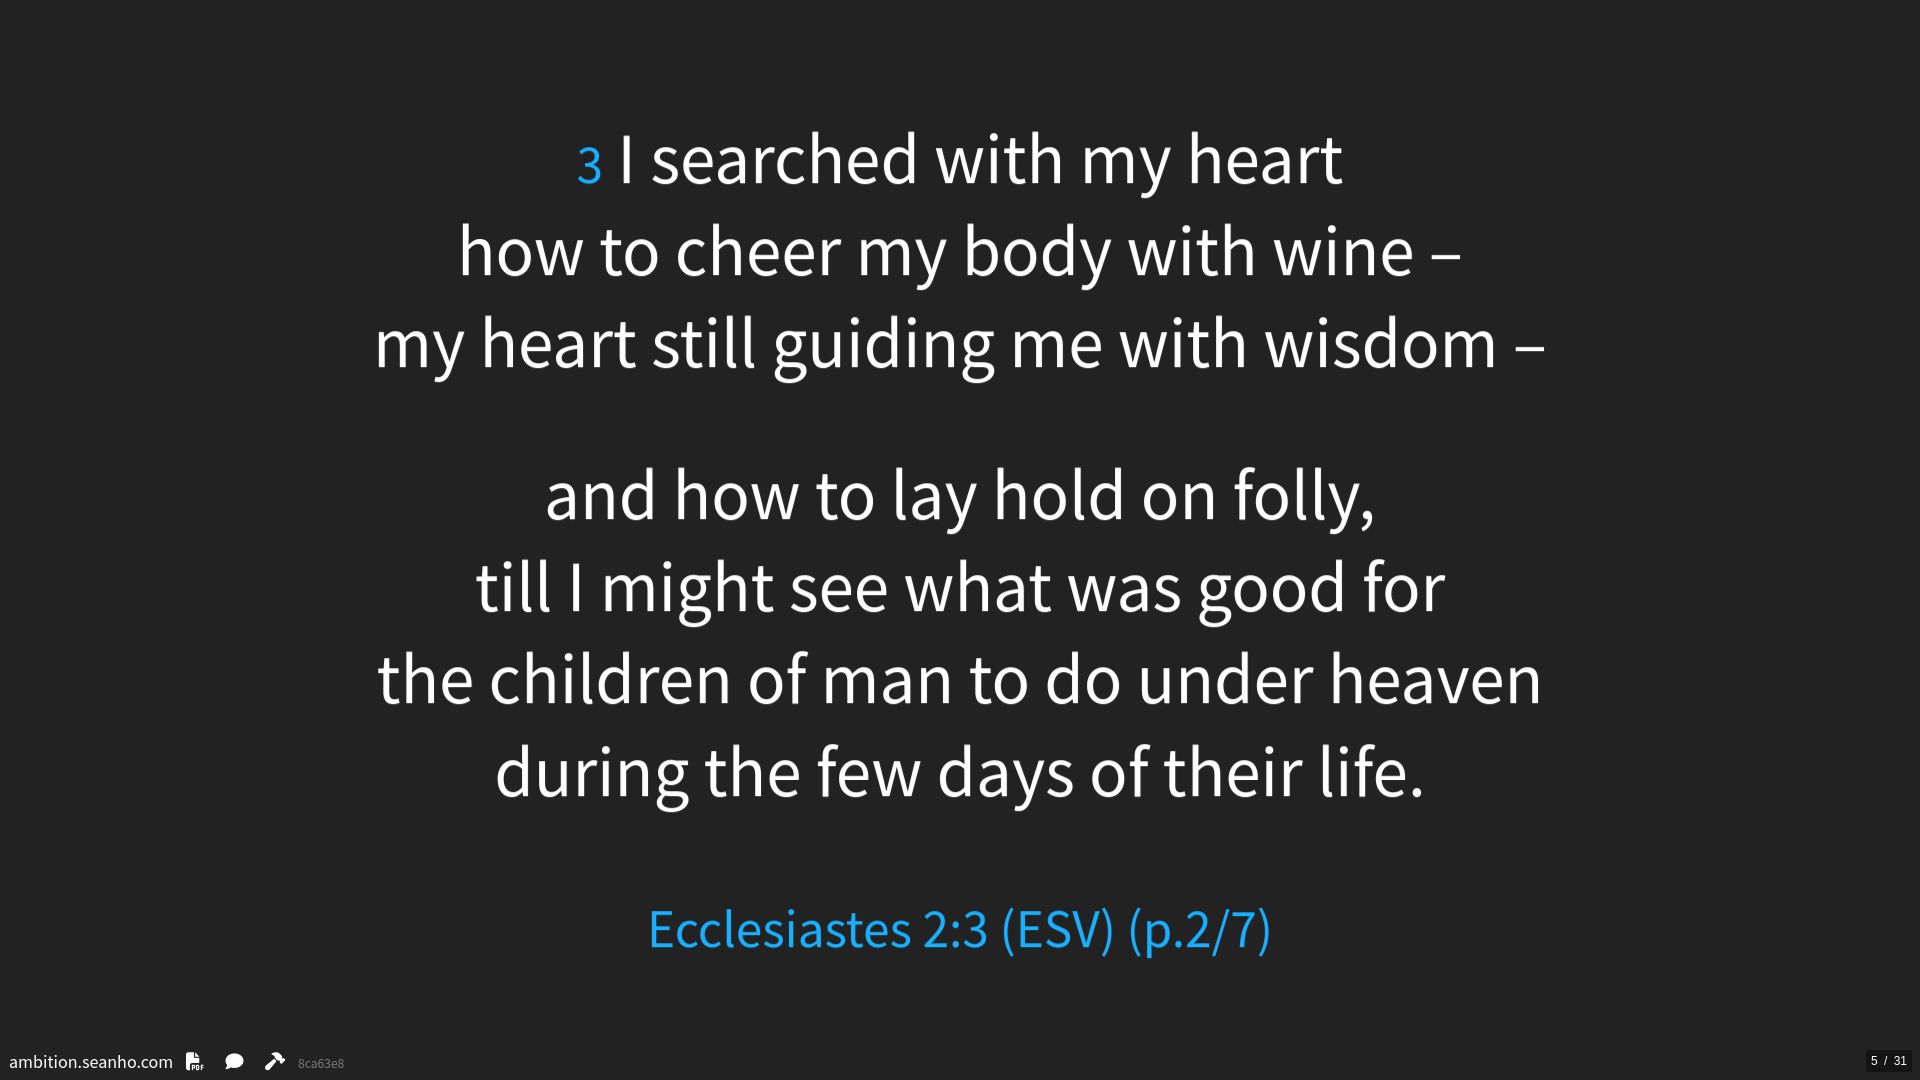 3 I searched with my heart
how to cheer my body with wine –
my heart still guiding me with wisdom –
and how to lay hold on folly,
till I might see what was good for
the children of man to do under heaven
during the few days of their life.
Ecclesiastes 2:3 (ESV) (p.2/7)
ambition.seanho.com PDF 8ca63e8
5 / 31